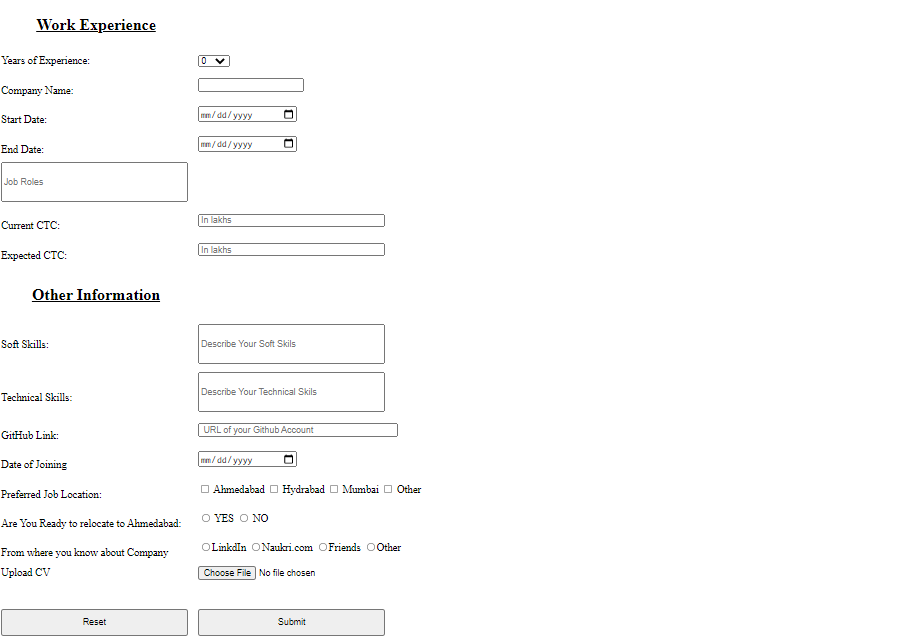 Work Experience
Years of Experience: 0
Company Name:
Start Date: mm/dd/yyyy
End Date: mm/dd/yyyy
Job Roles
Current CTC: In lakhs
Expected CTC: In lakhs
Other Information
Soft Skills: Describe Your Soft Skils
Technical Skills: Describe Your Technical Skils
GitHub Link: URL of your Github Account
Date of Joining mm/dd/yyyy
Preferred Job Location: Ahmedabad Hydrabad Mumbai Other
Are You Ready to relocate to Ahmedabad: YES NO
From where you know about Company LinkdIn Naukri.com Friends Other
Upload CV Choose File No file chosen
Reset Submit